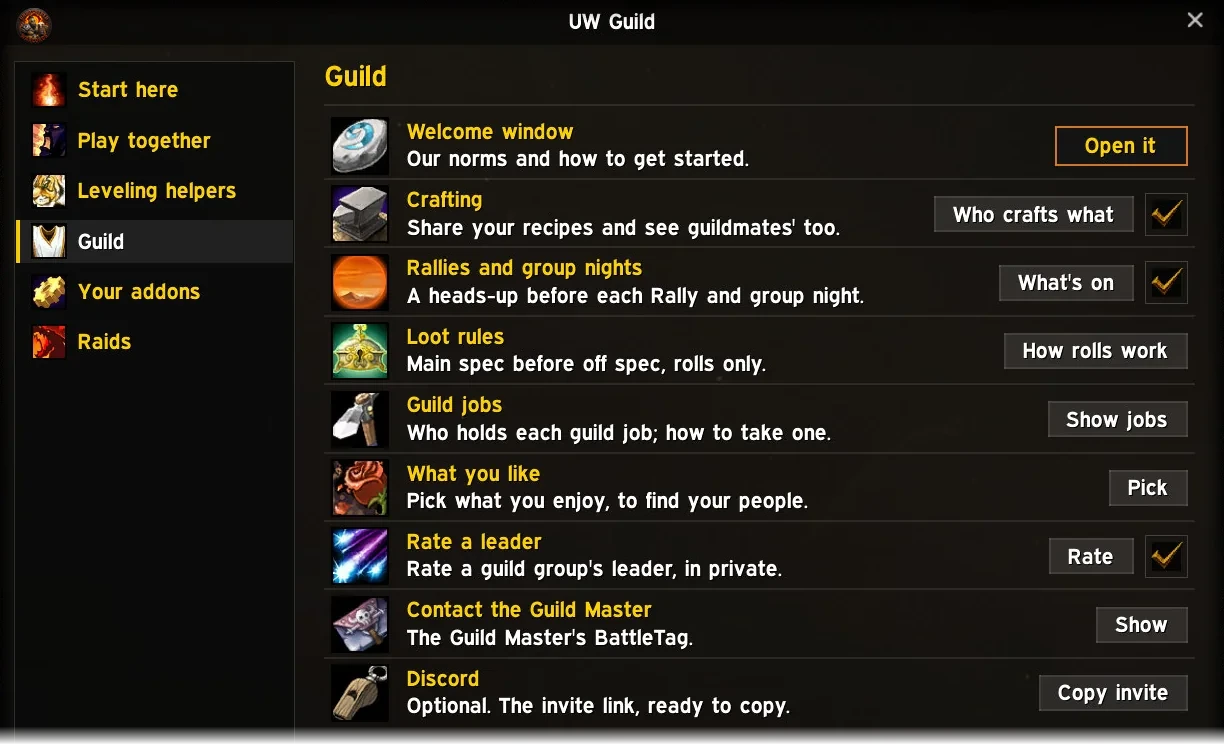 UW Guild
Start here
Play together
Leveling helpers
Guild
Your addons
Raids
Guild
Welcome window
Our norms and how to get started.
Open it
Crafting
Share your recipes and see guildmates' too.
Who crafts what
Rallies and group nights
A heads-up before each Rally and group night.
What's on
Loot rules
Main spec before off spec, rolls only.
How rolls work
Guild jobs
Who holds each guild job; how to take one.
Show jobs
What you like
Pick what you enjoy, to find your people.
Pick
Rate a leader
Rate a guild group's leader, in private.
Rate
Contact the Guild Master
The Guild Master's BattleTag.
Show
Discord
Optional. The invite link, ready to copy.
Copy invite